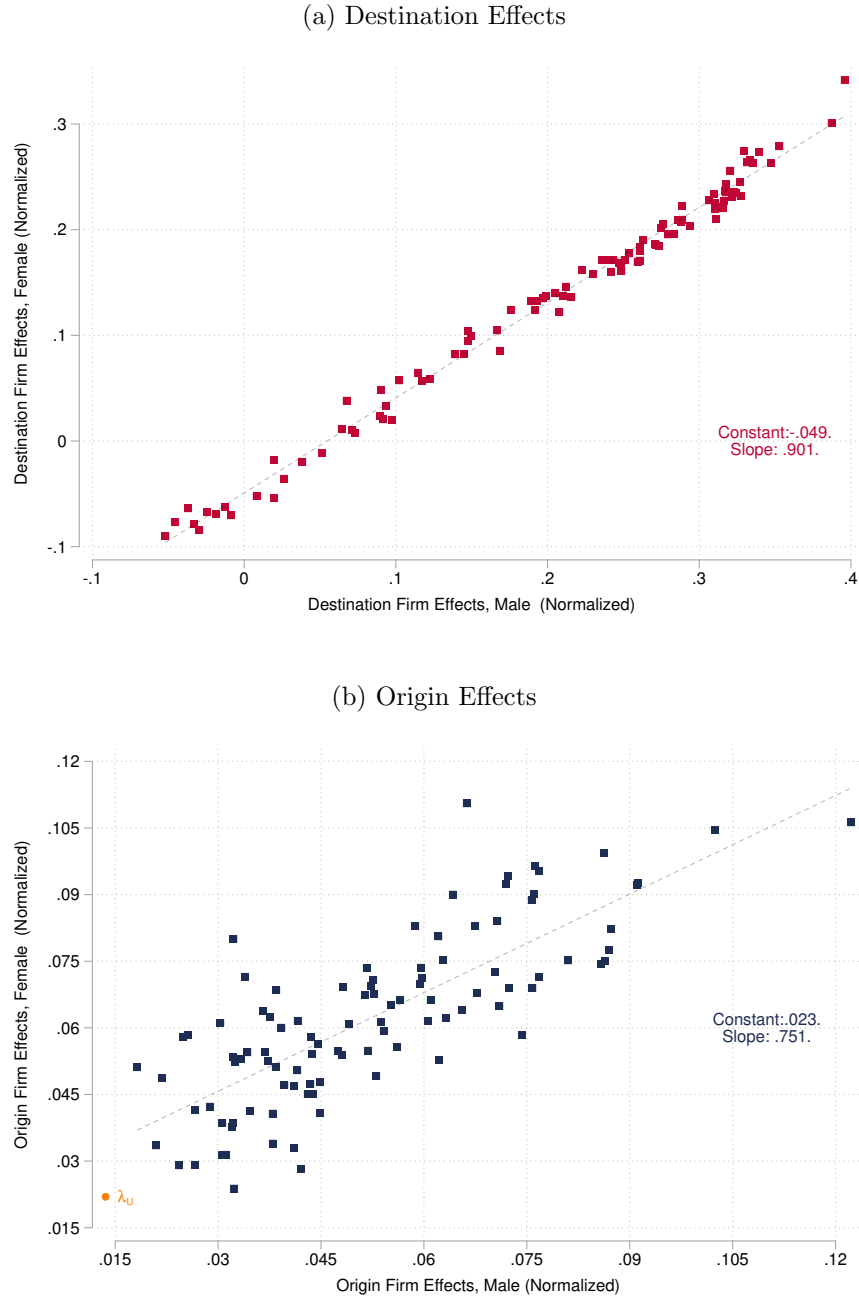 (a) Destination Effects
Destination Firm Effects, Female (Normalized)
.3
.2
.1
0
-.1
Constant:-.049.
Slope: .901.
-.1 0 .1 .2 .3 .4
Destination Firm Effects, Male (Normalized)
(b) Origin Effects
Origin Firm Effects, Female (Normalized)
.12
.105
.09
.075
.06
.045
.03
.015
Constant:.023.
Slope: .751.
λU
.015 .03 .045 .06 .075 .09 .105 .12
Origin Firm Effects, Male (Normalized)